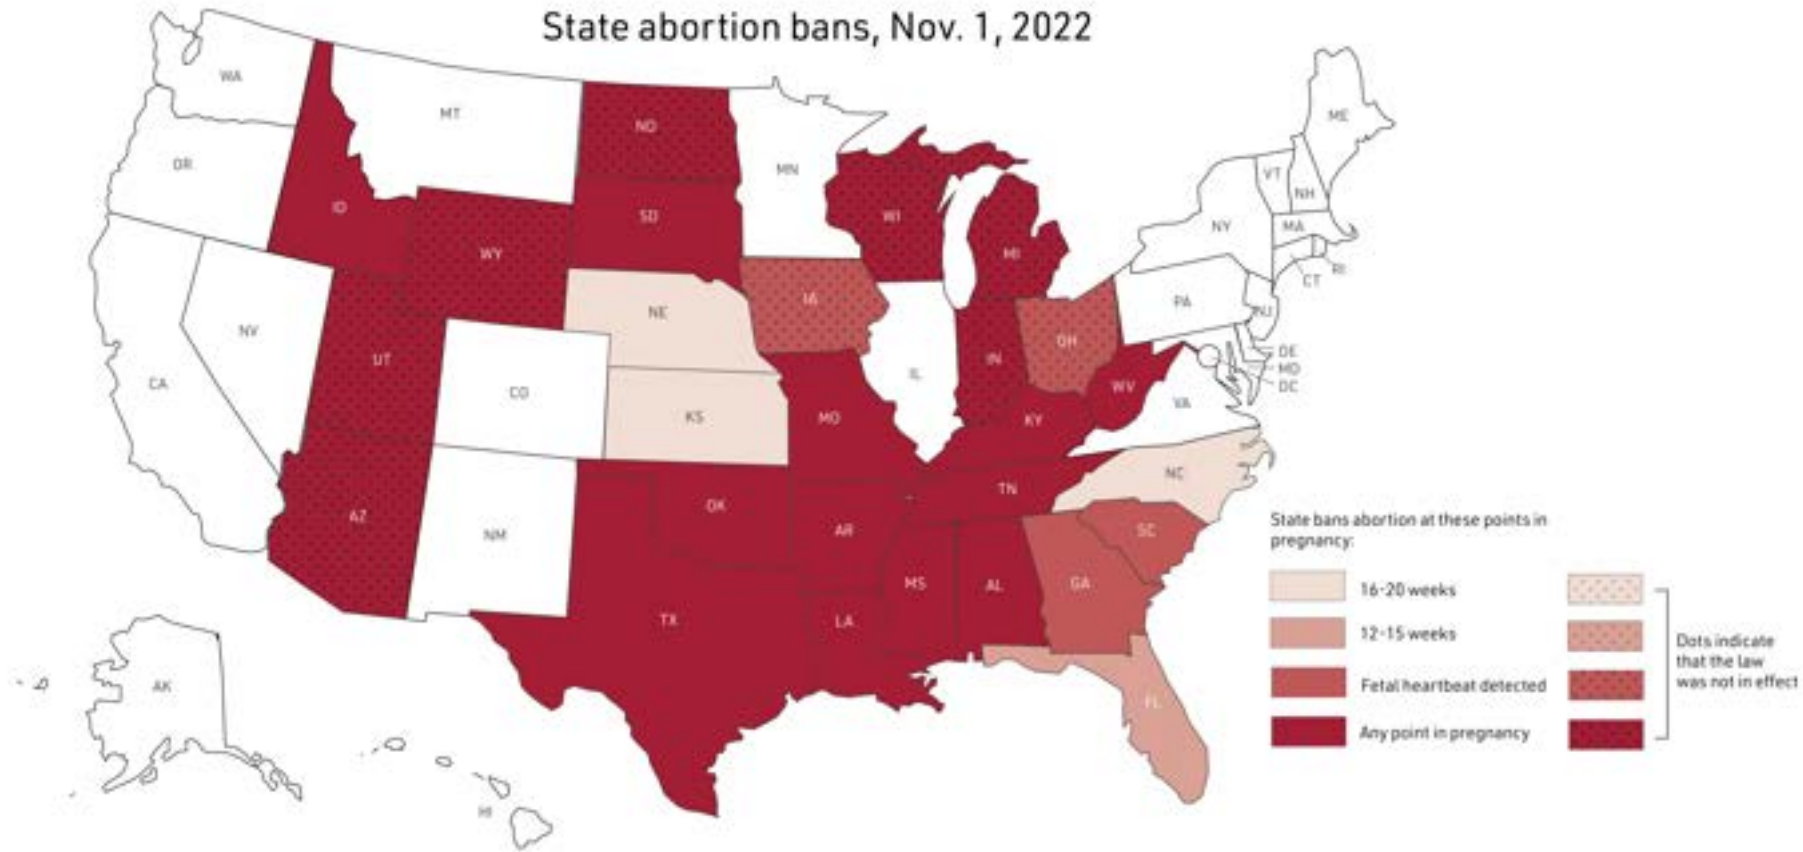 State abortion bans, Nov. 1, 2022
WA
MT
ND
MN
ME
OR
ID
SD
WI
VT
NH
NY
MA
WY
MI
RI
CT
IA
PA
NJ
NE
NV
UT
OH
IN
DE
MD
DC
CA
CO
IL
WV
KS
MO
KY
VA
NC
TN
AZ
OK
NM
AR
SC
State bans abortion at these points in
pregnancy:
MS
AL
GA
16-20 weeks
TX
LA
12-15 weeks
Dots indicate
that the law
was not in effect
AK
FL
Fetal heartbeat detected
Any point in pregnancy
HI